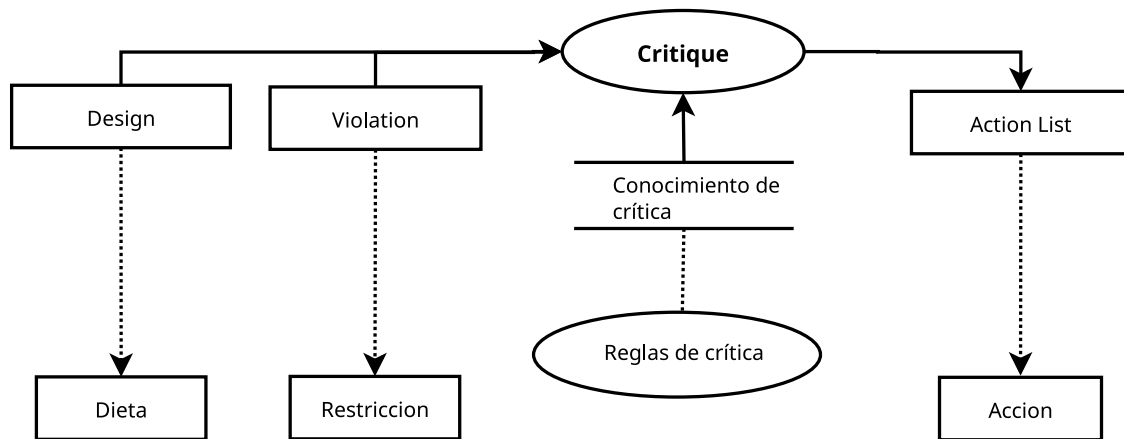 Critique
Design
Violation
Action List
Conocimiento de
crítica
Reglas de crítica
Dieta
Restriccion
Accion